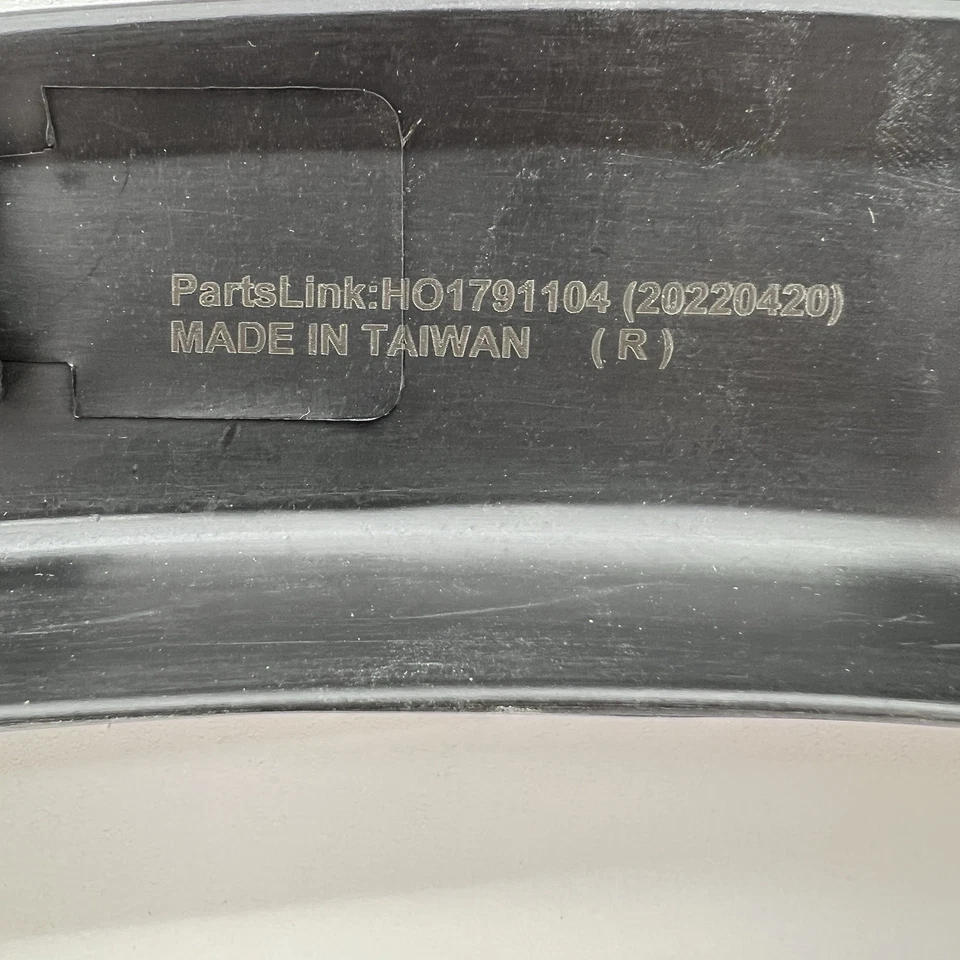 PartsLink:HO1791104 (20220420)
MADE IN TAIWAN ( R )